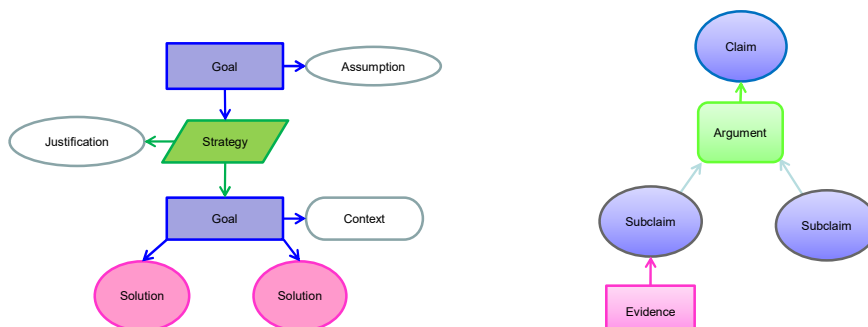 Goal
Assumption
Justification
Strategy
Goal
Context
Solution
Solution
Claim
Argument
Subclaim
Subclaim
Evidence